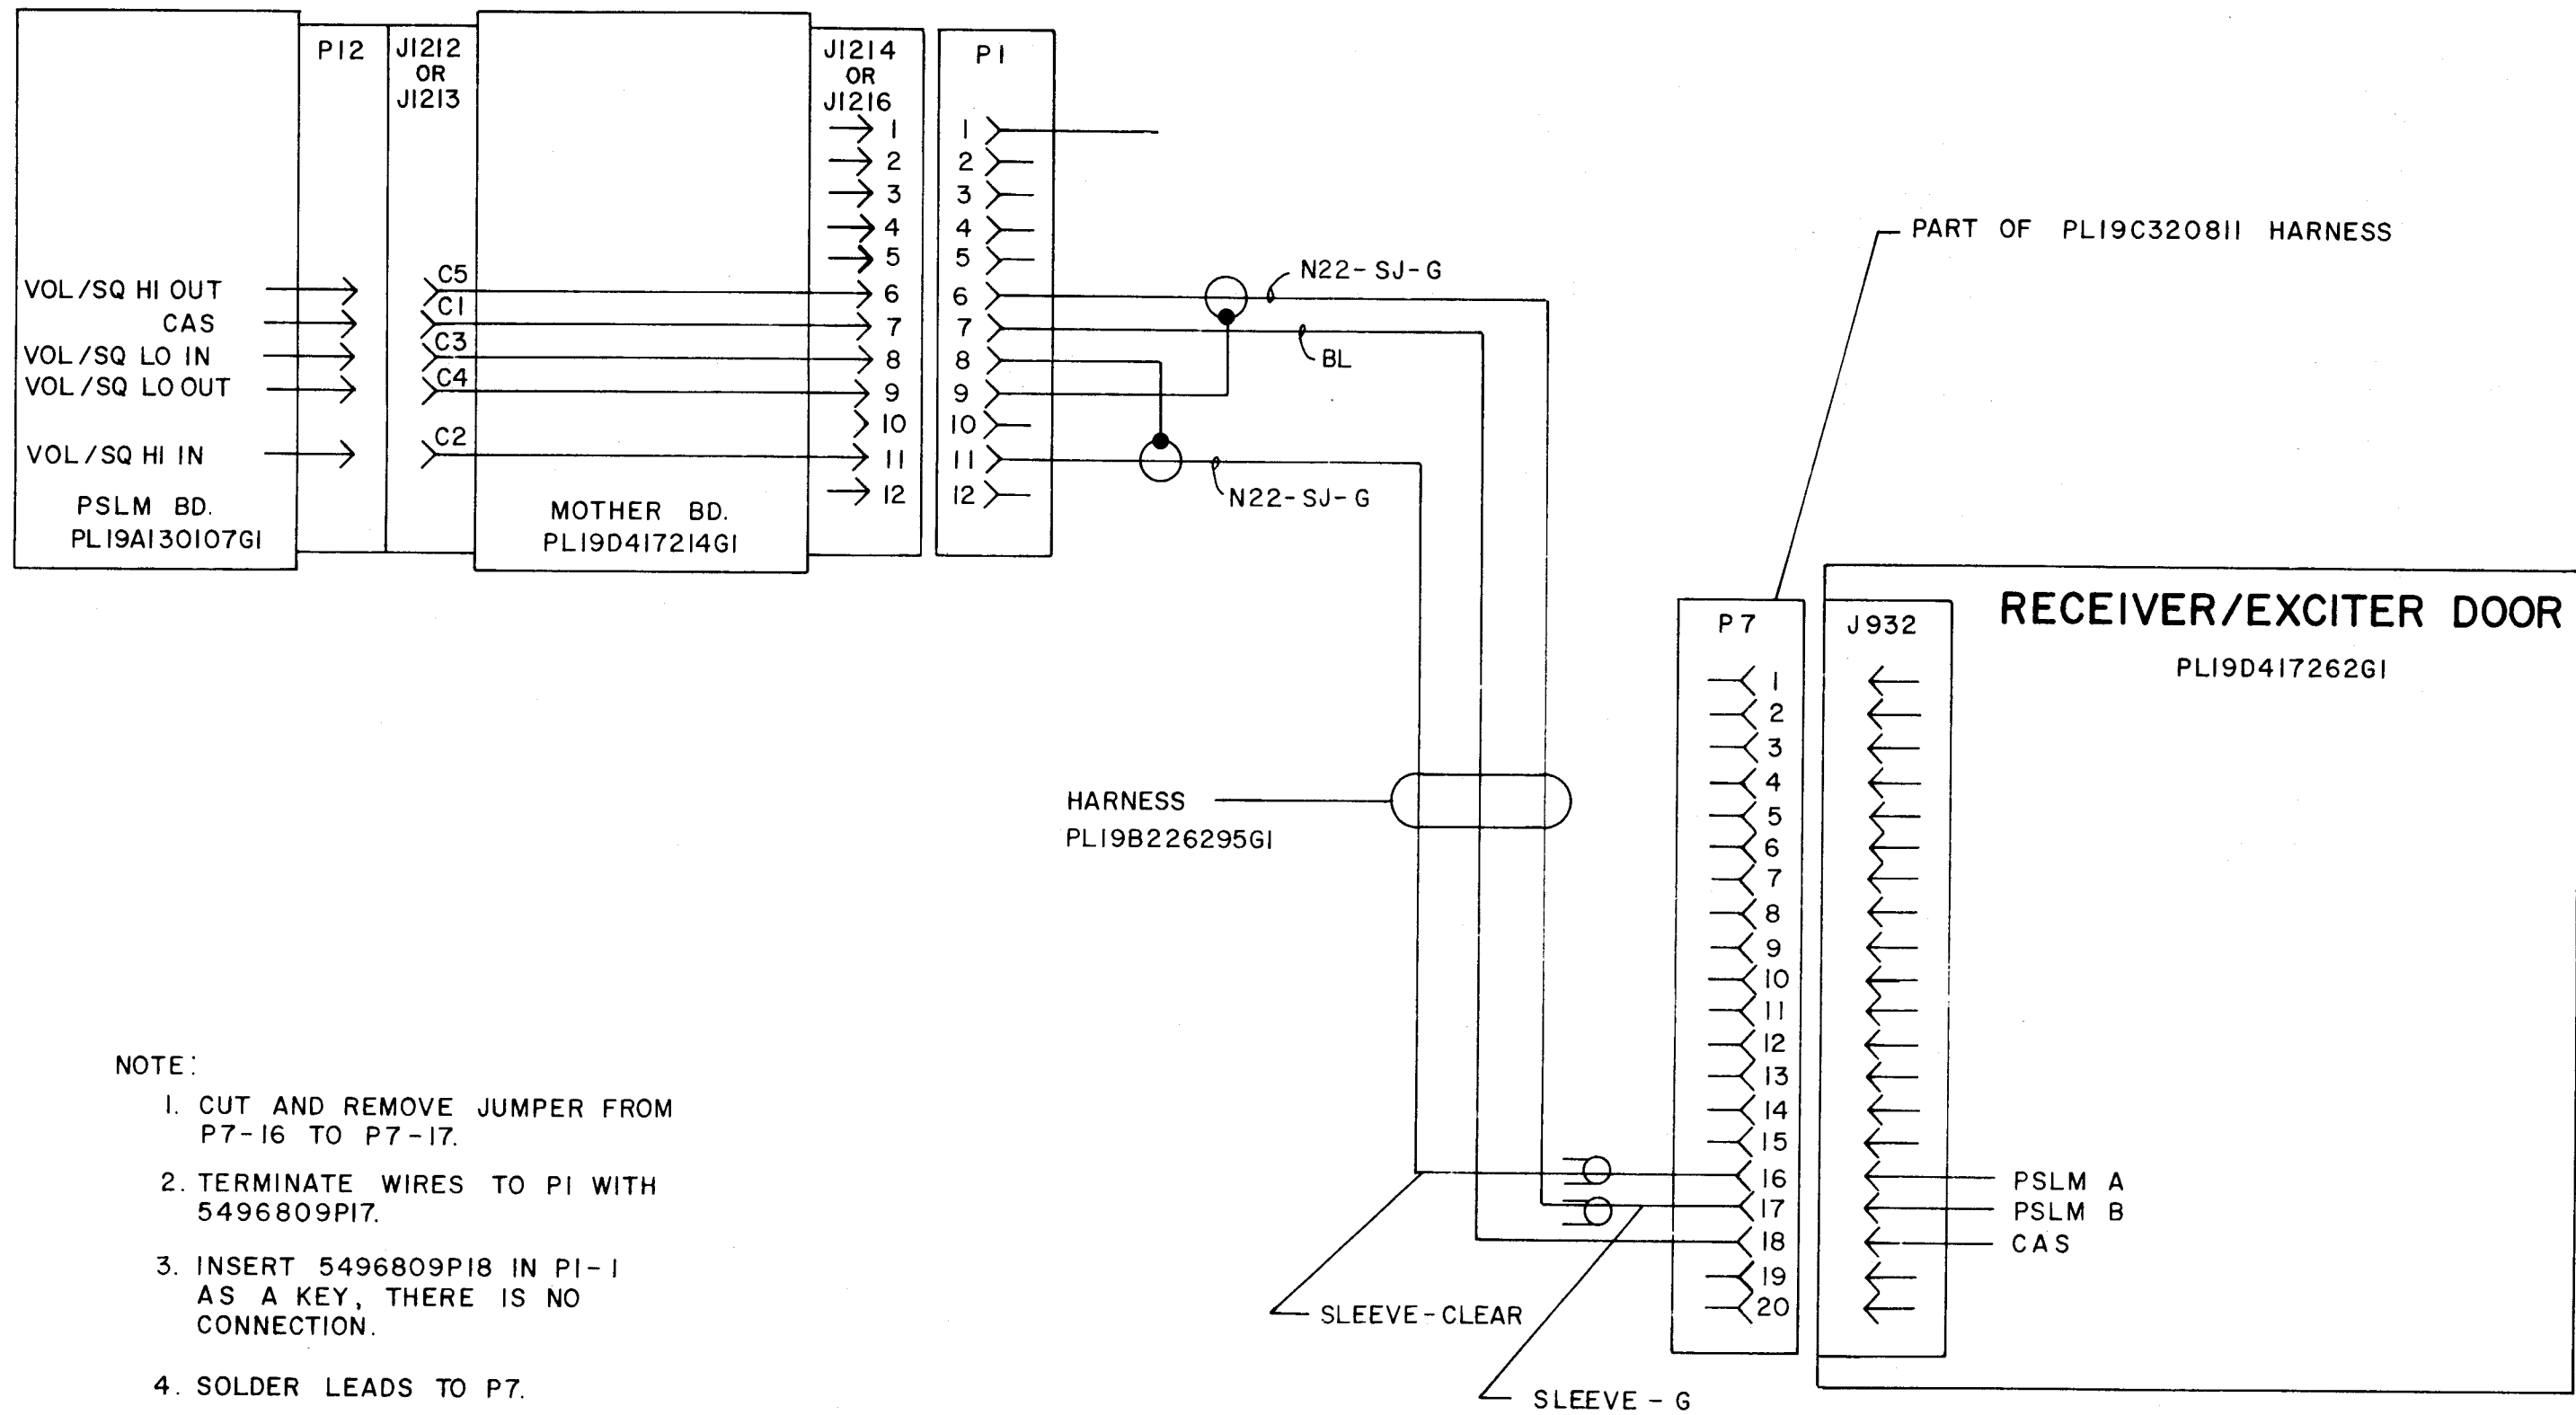 P12
J1212
OR
J1213
J1214
OR
J1216
P1
1
2
3
4
5
6
7
8
9
10
11
12
1
2
3
4
5
6
7
8
9
10
11
12
VOL/SQ HI OUT
CAS
VOL/SQ LO IN
VOL/SQ LO OUT
VOL/SQ HI IN
C5
C1
C3
C4
C2
PSLM BD.
PL19A130107G1
MOTHER BD.
PL19D417214G1
N22-SJ-G
BL
N22-SJ-G
PART OF PL19C320811 HARNESS
P7
J932
RECEIVER/EXCITER DOOR
PL19D417262G1
1
2
3
4
5
6
7
8
9
10
11
12
13
14
15
16
17
18
19
20
PSLM A
PSLM B
CAS
HARNESS
PL19B226295G1
SLEEVE-CLEAR
SLEEVE-G
NOTE:
1. CUT AND REMOVE JUMPER FROM
P7-16 TO P7-17.
2. TERMINATE WIRES TO P1 WITH
5496809P17.
3. INSERT 5496809P18 IN P1-1
AS A KEY, THERE IS NO
CONNECTION.
4. SOLDER LEADS TO P7.